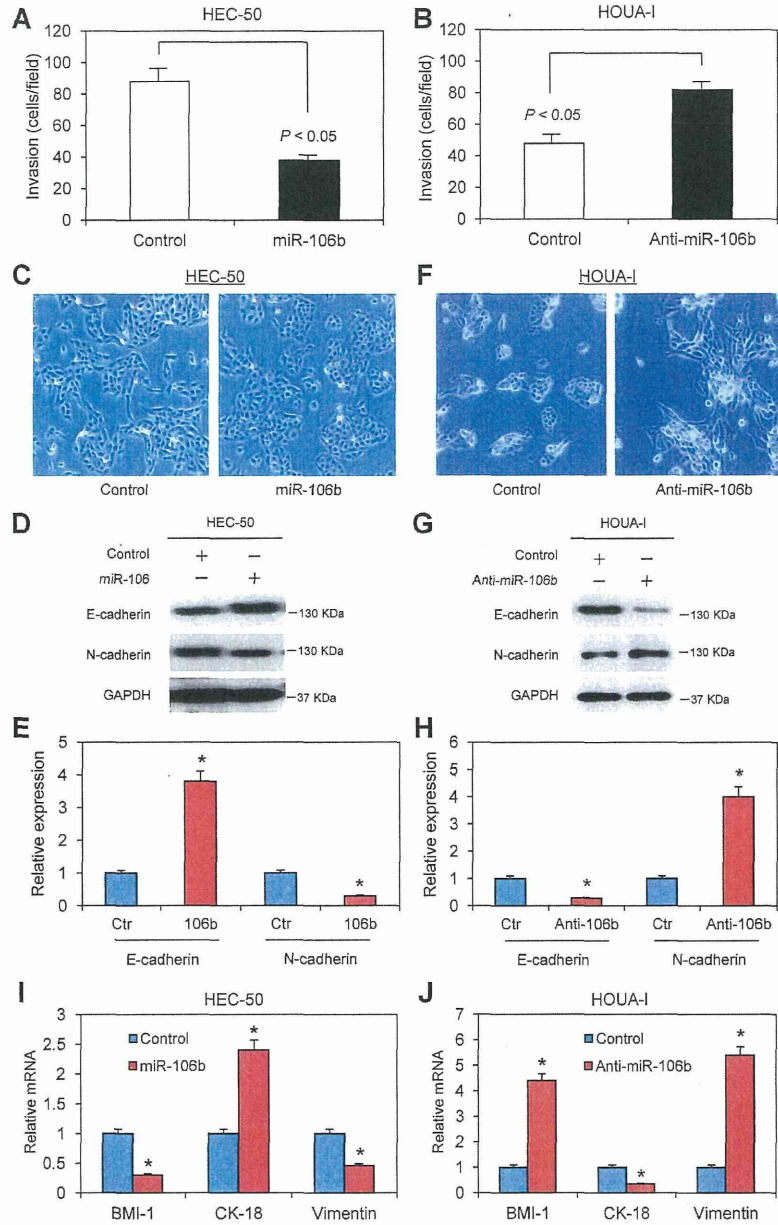 A
HEC-50
Invasion (cells/field)
120
100
80
60
40
20
0
P < 0.05
Control
miR-106b
B
HOUA-I
Invasion (cells/field)
120
100
80
60
40
20
0
P < 0.05
Control
Anti-miR-106b
C
HEC-50
Control
miR-106b
F
HOUA-I
Control
Anti-miR-106b
D
HEC-50
Control + −
miR-106 − +
E-cadherin −130 KDa
N-cadherin −130 KDa
GAPDH −37 KDa
G
HOUA-I
Control + −
Anti-miR-106b − +
E-cadherin −130 KDa
N-cadherin −130 KDa
GAPDH −37 KDa
E
Relative expression
5
4
3
2
1
0
*
*
Ctr 106b Ctr 106b
E-cadherin N-cadherin
H
Relative expression
6
5
4
3
2
1
0
*
*
Ctr Anti-106b Ctr Anti-106b
E-cadherin N-cadherin
I
HEC-50
Relative mRNA
3
2.5
2
1.5
1
0.5
0
Control
miR-106b
*
*
*
BMI-1 CK-18 Vimentin
J
HOUA-I
Relative mRNA
7
6
5
4
3
2
1
0
Control
Anti-miR-106b
*
*
*
BMI-1 CK-18 Vimentin